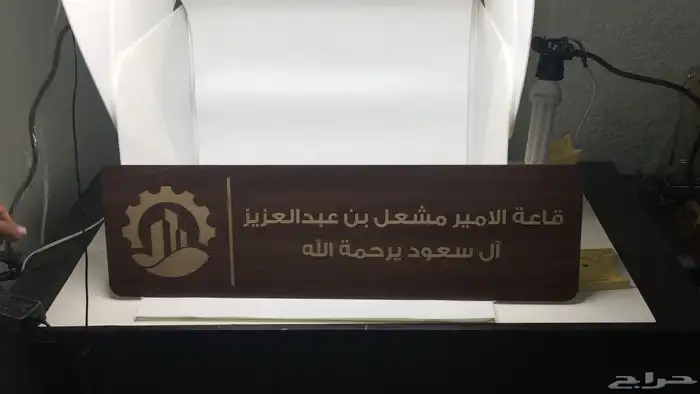 قاعة الامير مشعل بن عبدالعزيز
آل سعود يرحمة الله
حراج